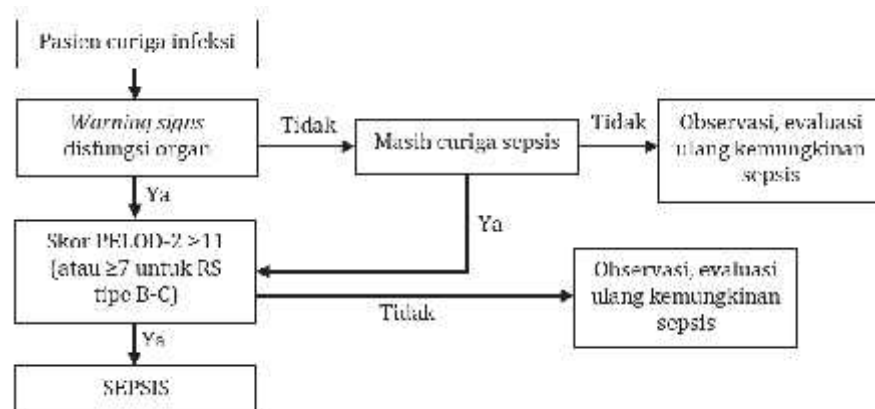 Pasien curiga infeksi
Warning signs
disfungsi organ
Tidak
Masih curiga sepsis
Tidak
Observasi, evaluasi
ulang kemungkinan
sepsis
Ya
Ya
Skor PELOD-2 >11
(atau ≥7 untuk RS
tipe B-C)
Tidak
Observasi, evaluasi
ulang kemungkinan
sepsis
Ya
SEPSIS